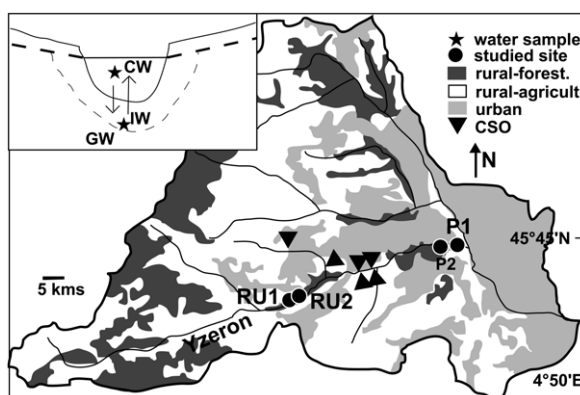 CW
IW
GW
water sample
studied site
rural-forest.
rural-agricult
urban
CSO
N
P1
45°45'N
P2
5 kms
RU1
RU2
Yzeron
4°50'E